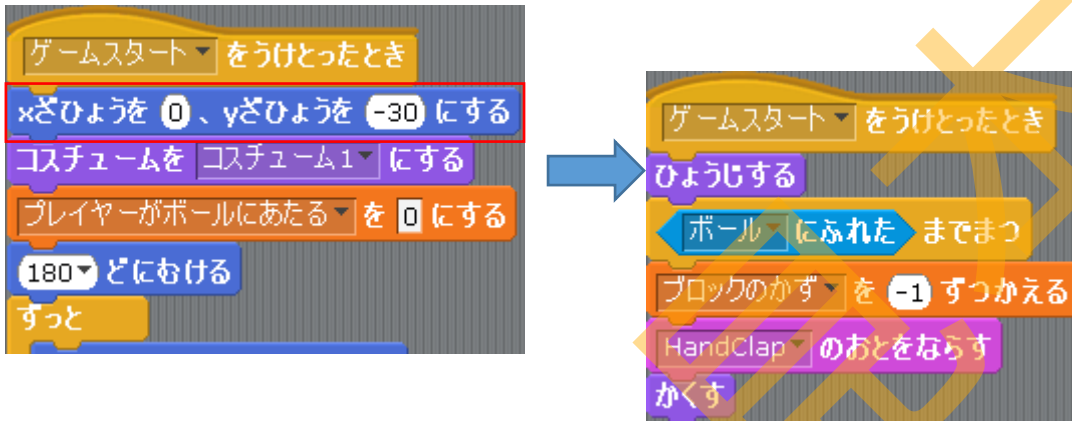 ゲームスタート をうけとったとき
xざひょうを 0 、yざひょうを -30 にする
コスチュームを コスチューム1 にする
プレイヤーがボールにあたる を 0 にする
180 どにむける
ずっと
ゲームスタート をうけとったとき
ひょうじする
ボール にふれた までまつ
ブロックのかず を -1 ずつかえる
HandClap のおとをならす
かくす